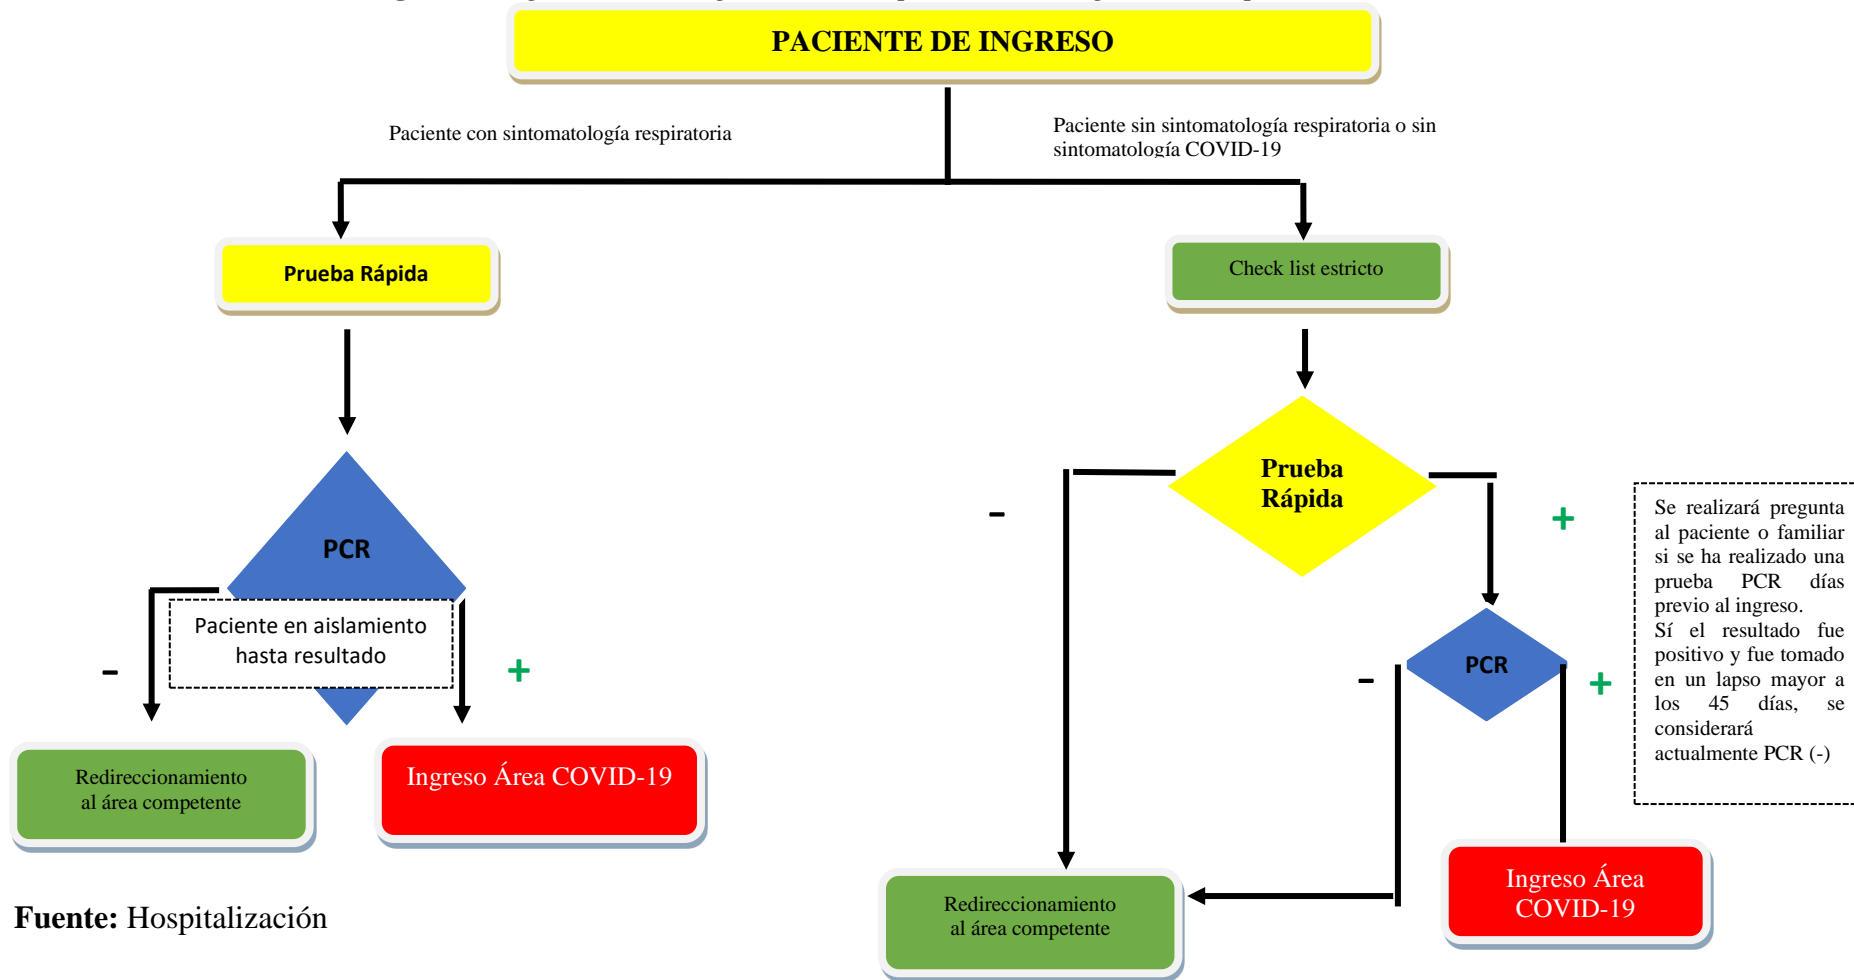 PACIENTE DE INGRESO
Paciente con sintomatología respiratoria
Paciente sin sintomatología respiratoria o sin
sintomatología COVID-19
Prueba Rápida
Check list estricto
Prueba
Rápida
PCR
Paciente en aislamiento
hasta resultado
-
+
-
+
Se realizará pregunta
al paciente o familiar
si se ha realizado una
prueba PCR días
previo al ingreso.
Sí el resultado fue
positivo y fue tomado
en un lapso mayor a
los 45 días, se
considerará
actualmente PCR (-)
PCR
-
+
Redireccionamiento
al área competente
Ingreso Área COVID-19
Redireccionamiento
al área competente
Ingreso Área
COVID-19
Fuente: Hospitalización